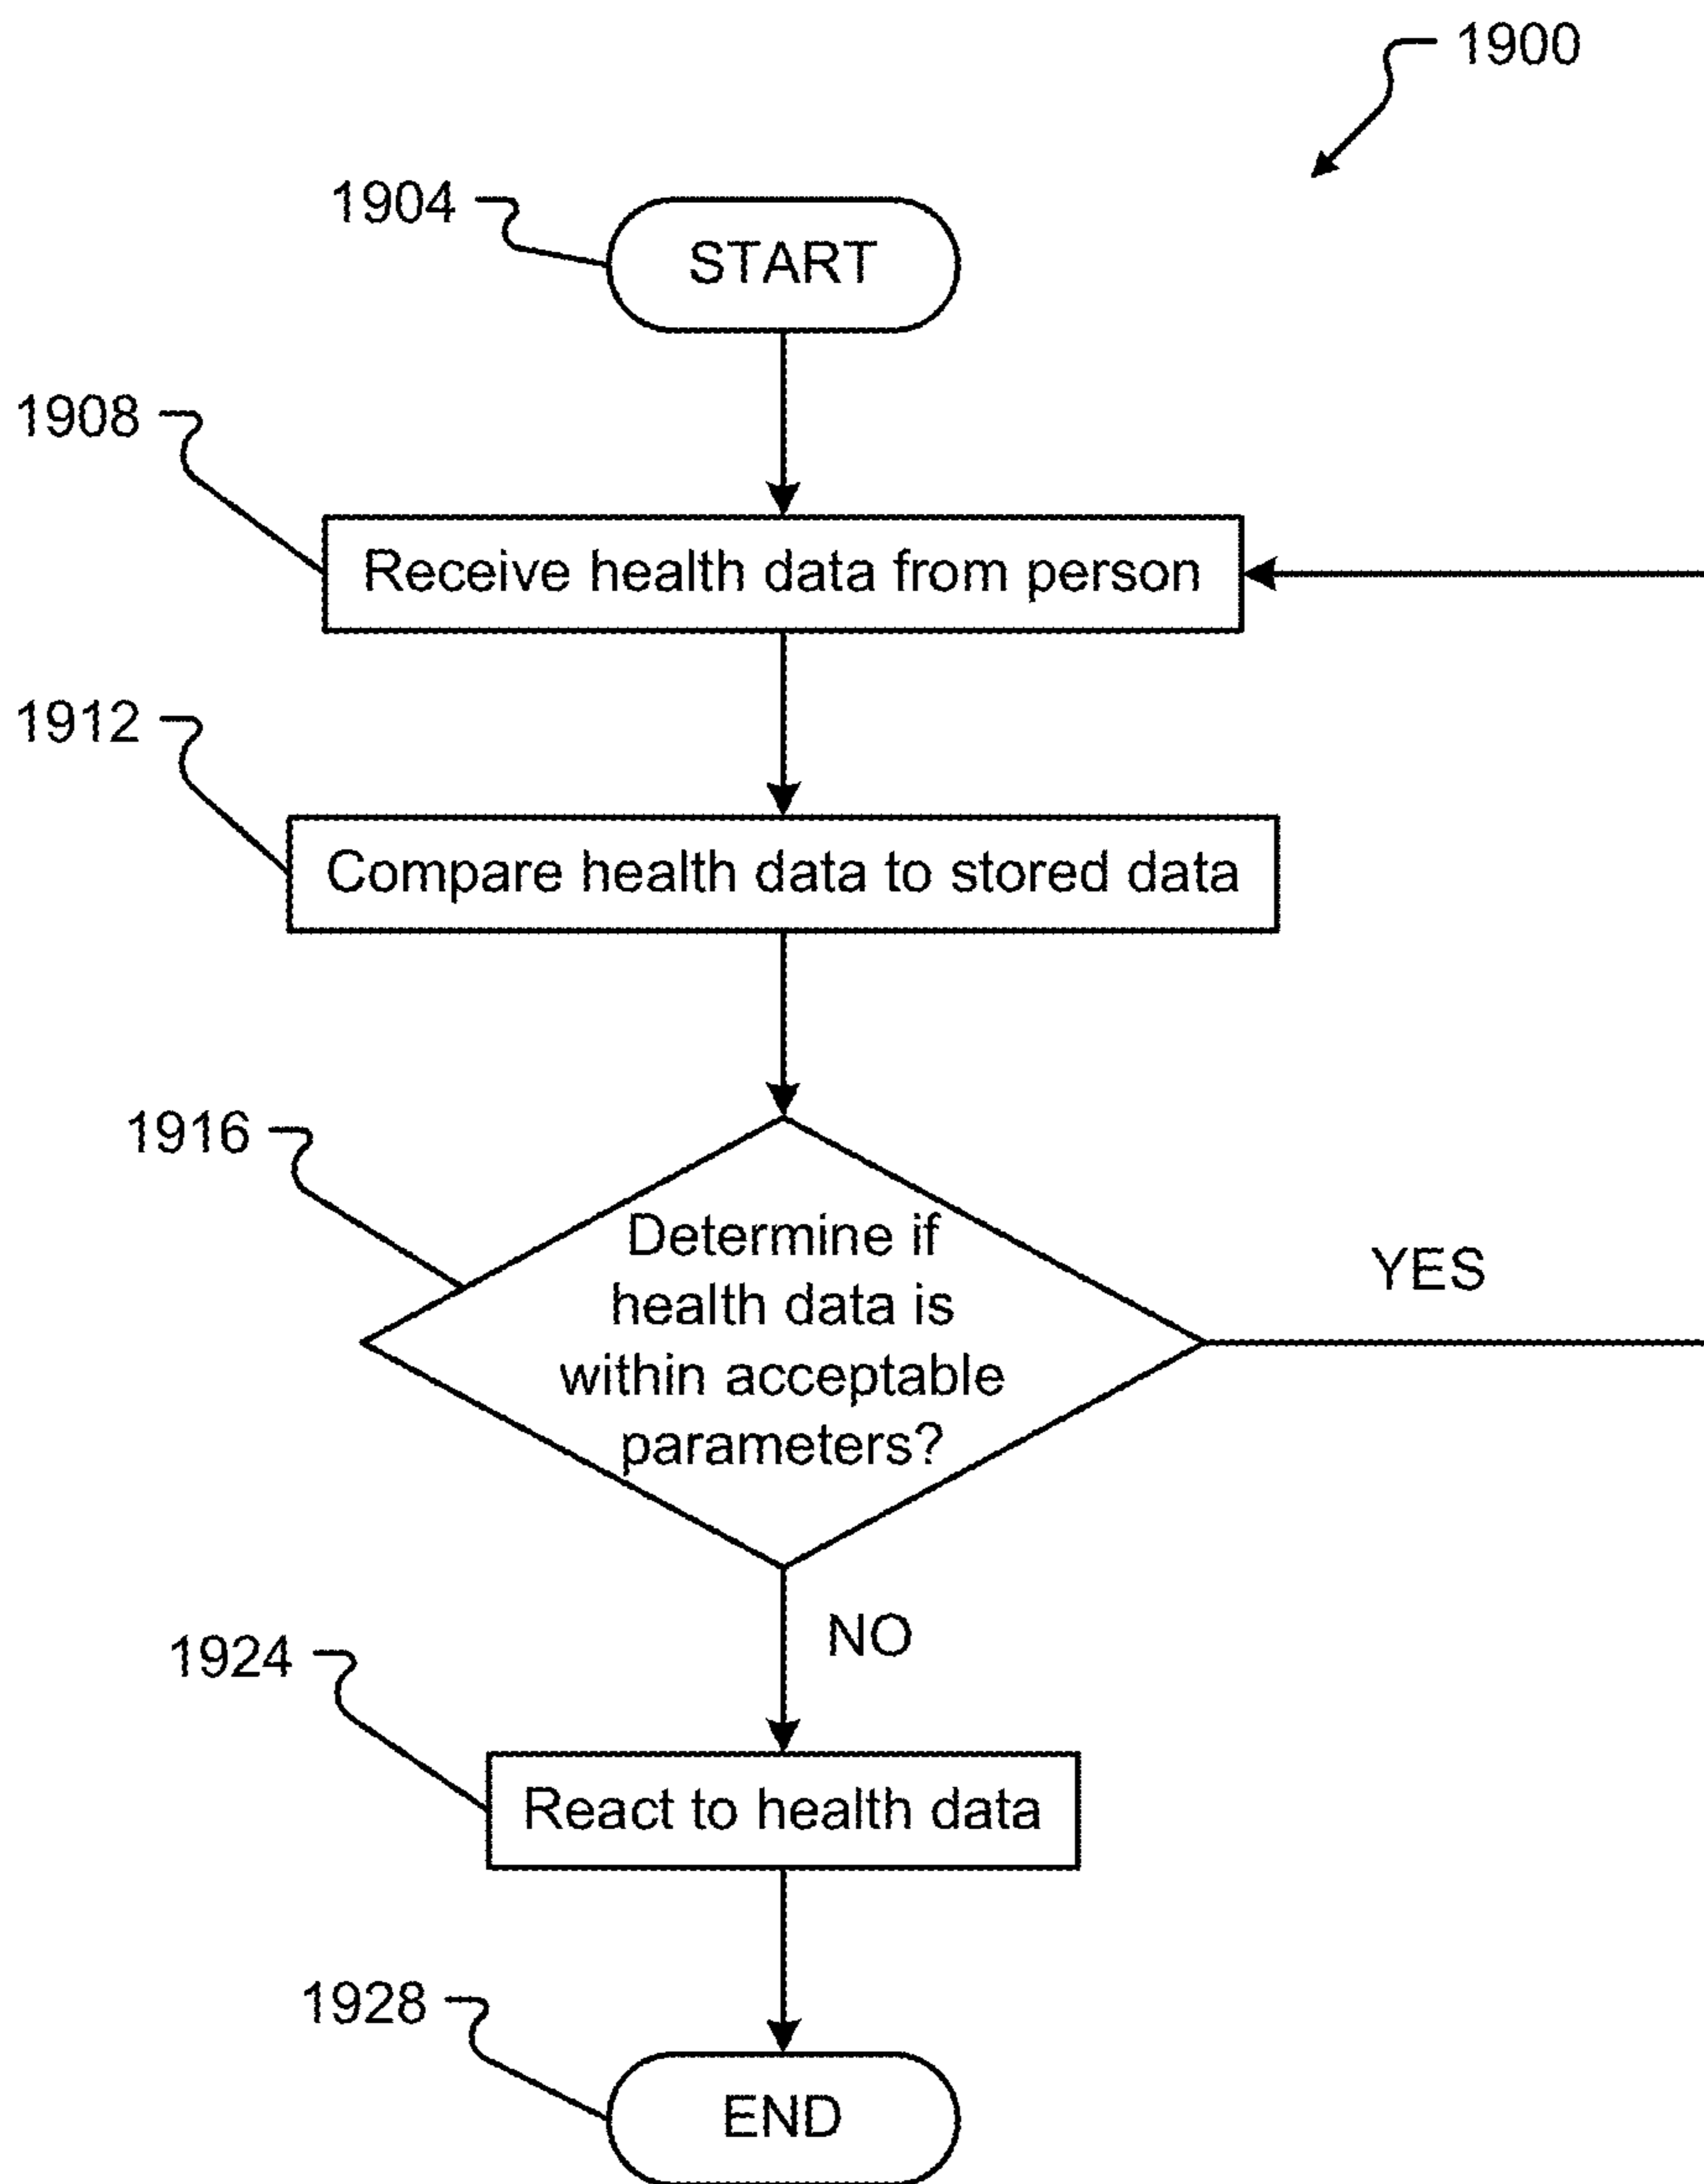 1900
1904
START
1908
Receive health data from person
1912
Compare health data to stored data
1916
Determine if
health data is
within acceptable
parameters?
YES
NO
1924
React to health data
1928
END